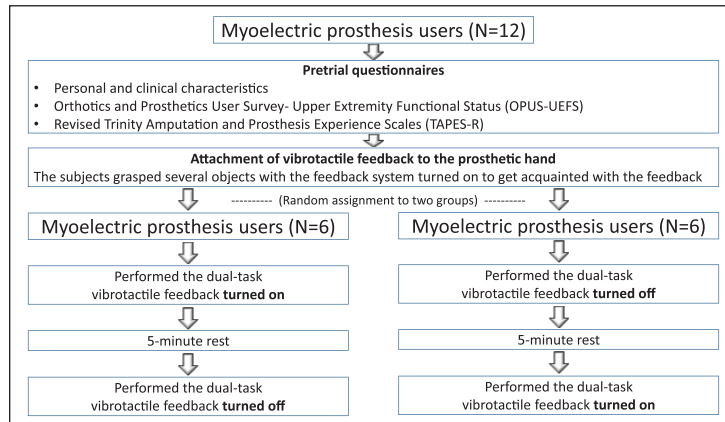 Myoelectric prosthesis users (N=12)
Pretrial questionnaires
• Personal and clinical characteristics
• Orthotics and Prosthetics User Survey- Upper Extremity Functional Status (OPUS-UEFS)
• Revised Trinity Amputation and Prosthesis Experience Scales (TAPES-R)
Attachment of vibrotactile feedback to the prosthetic hand
The subjects grasped several objects with the feedback system turned on to get acquainted with the feedback
---------- (Random assignment to two groups) ----------
Myoelectric prosthesis users (N=6)
Performed the dual-task
vibrotactile feedback turned on
5-minute rest
Performed the dual-task
vibrotactile feedback turned off
Myoelectric prosthesis users (N=6)
Performed the dual-task
vibrotactile feedback turned off
5-minute rest
Performed the dual-task
vibrotactile feedback turned on